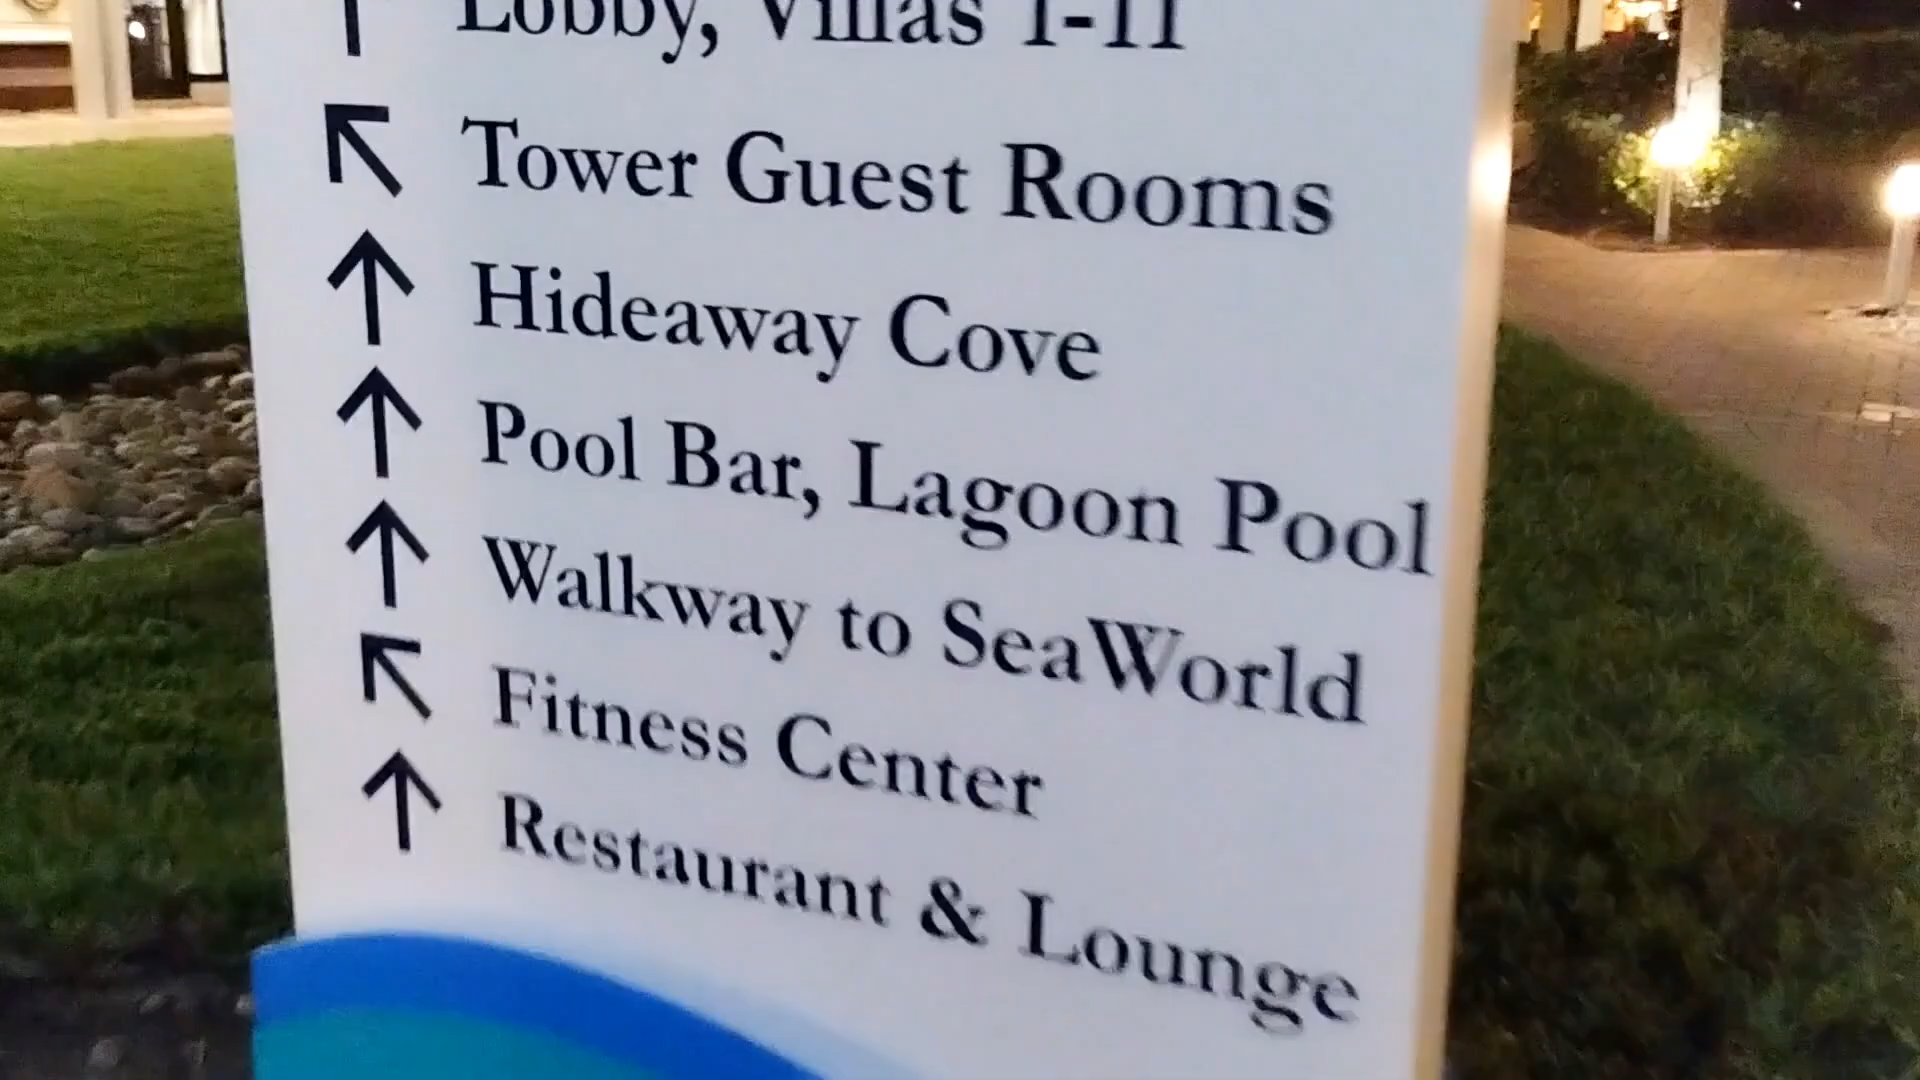 Lobby, Villas 1-11
Tower Guest Rooms
Hideaway Cove
Pool Bar, Lagoon Pool
Walkway to SeaWorld
Fitness Center
Restaurant & Lounge